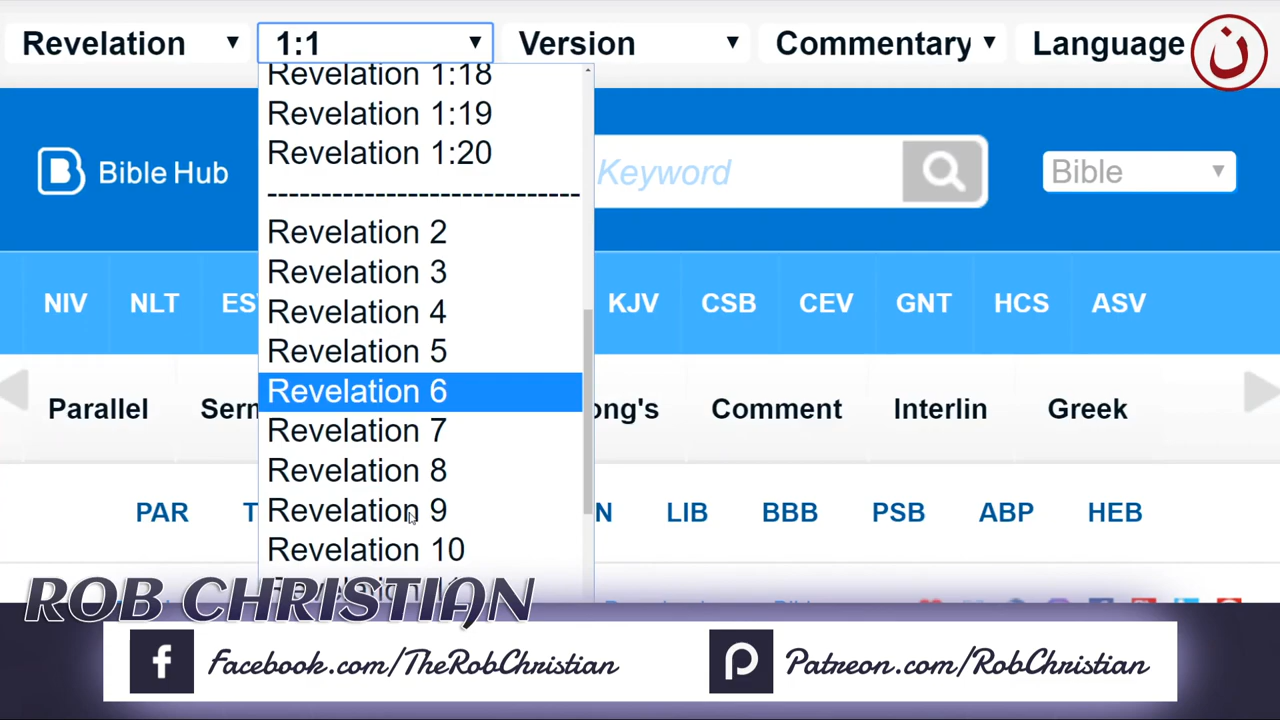 Revelation ▼ 1:1 ▼ Version ▼ Commentary ▼ Language
ن
Revelation 1:18
Revelation 1:19
Revelation 1:20
-----------------------------
Bible Hub
Keyword
Bible ▼
Revelation 2
Revelation 3
NIV NLT KJV CSB CEV GNT HCS ASV
Revelation 4
Revelation 5
Revelation 6
Parallel Comment Interlin Greek
Revelation 7
Revelation 8
Revelation 9
PAR LIB BBB PSB ABP HEB
Revelation 10
ROB CHRISTIAN
f Facebook.com/TheRobChristian
Patreon.com/RobChristian